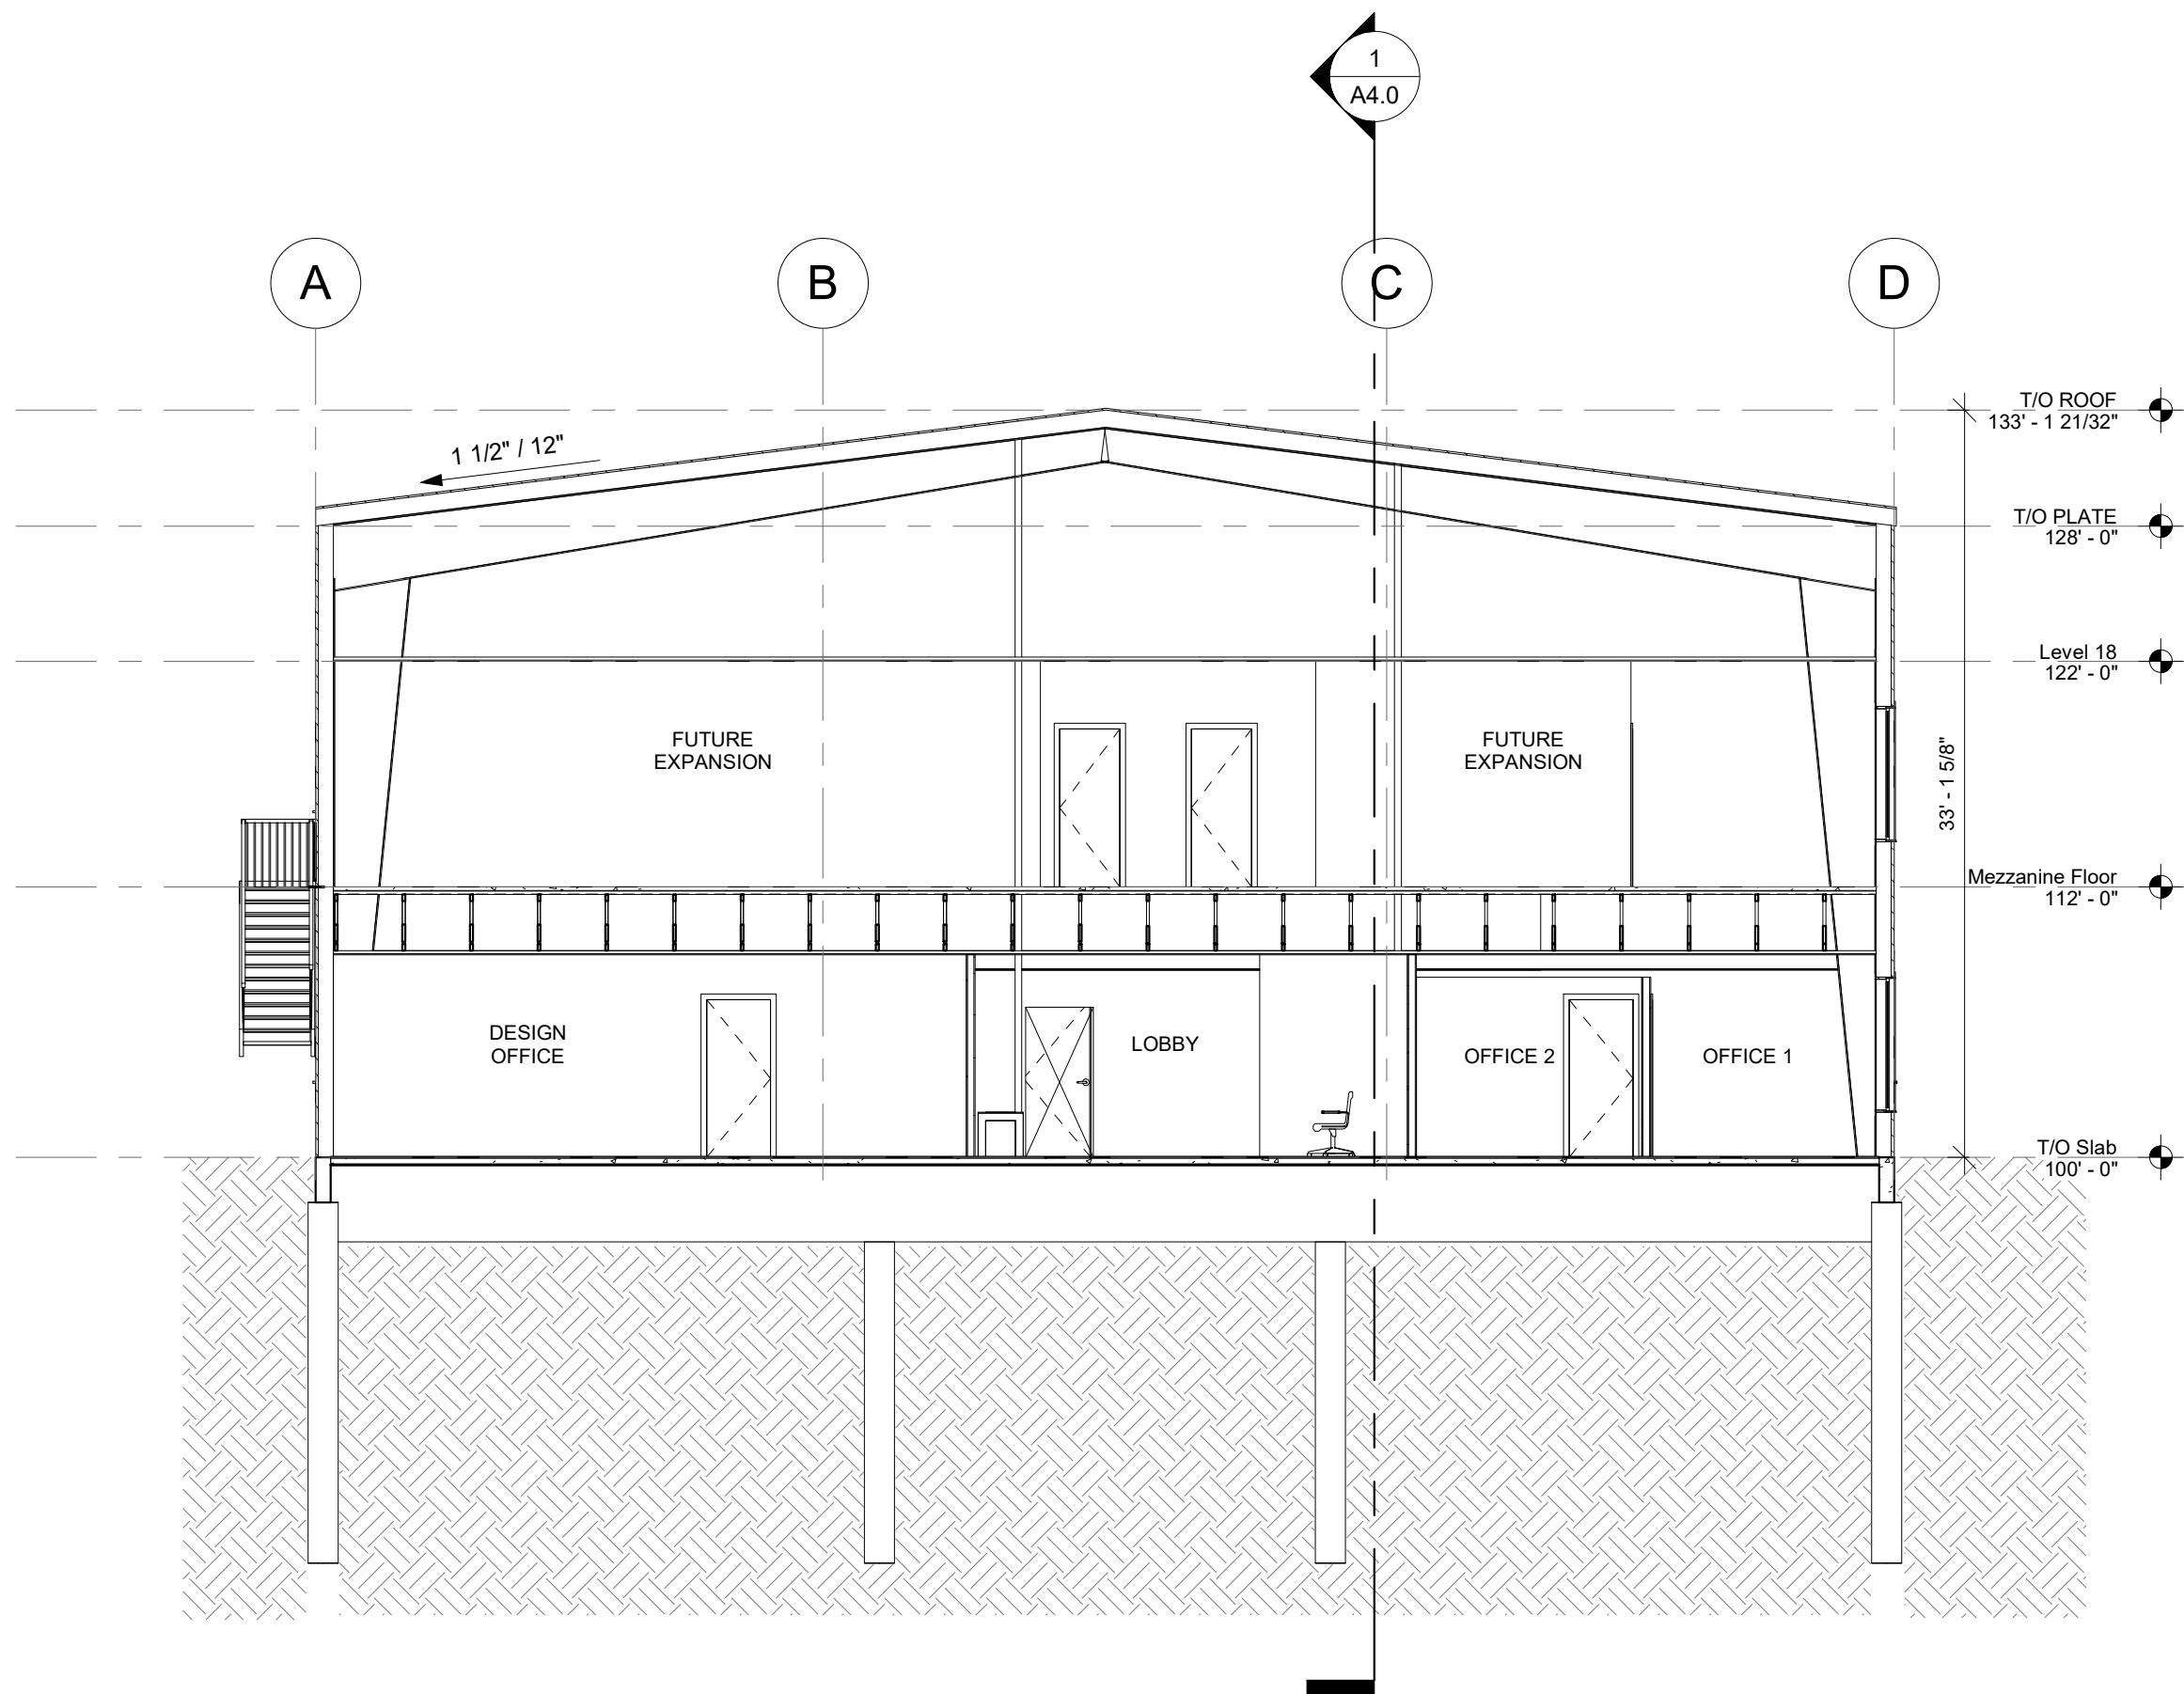 1
A4.0
A
B
C
D
T/O ROOF
133' - 1 21/32"
1 1/2" / 12"
T/O PLATE
128' - 0"
Level 18
122' - 0"
FUTURE
EXPANSION
FUTURE
EXPANSION
33' - 1 5/8"
Mezzanine Floor
112' - 0"
DESIGN
OFFICE
LOBBY
OFFICE 2
OFFICE 1
T/O Slab
100' - 0"